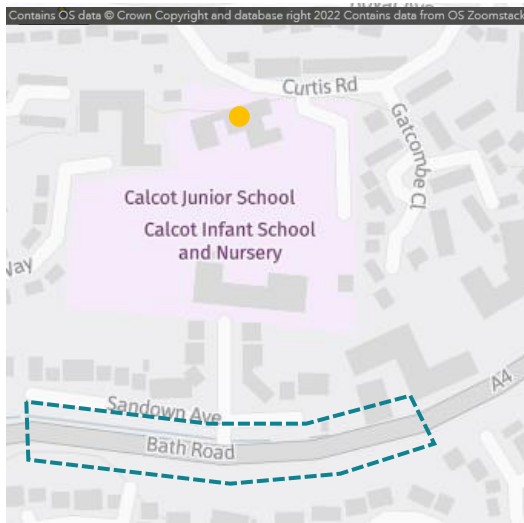 Contains OS data © Crown Copyright and database right 2022 Contains data from OS Zoomstack
Curtis Rd
Gatcombe Cl
Calcot Junior School
Calcot Infant School
and Nursery
Way
A4
Sandown Ave
Bath Road